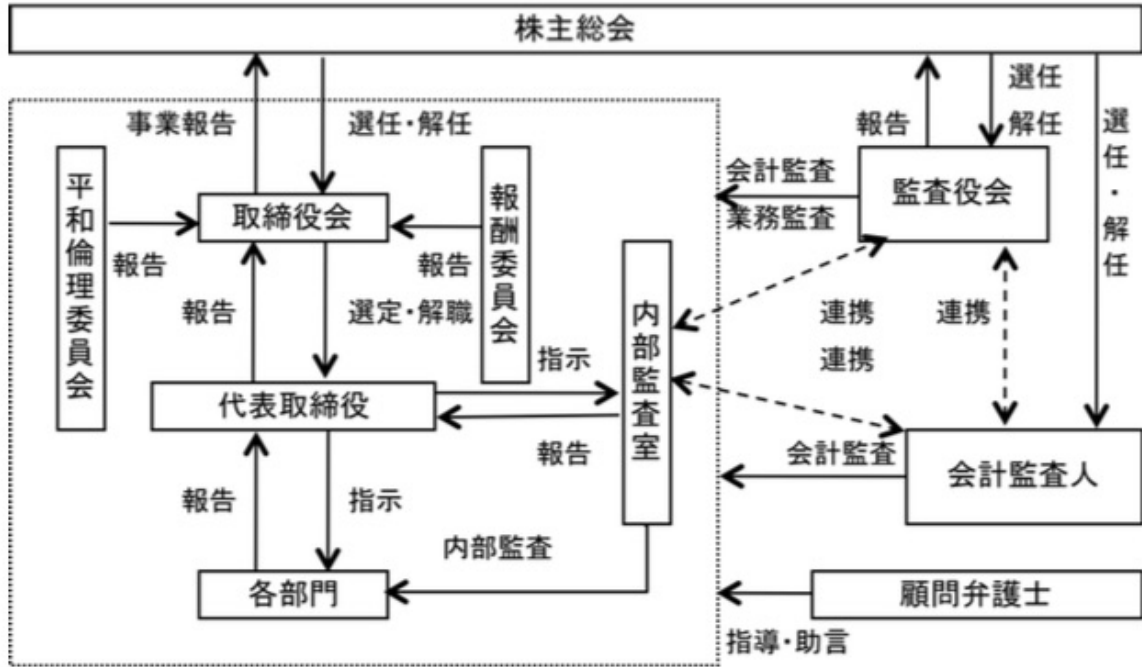 株主総会
事業報告
選任・解任
報告
選任
解任
選任・解任
平和倫理委員会
取締役会
報酬委員会
会計監査
業務監査
監査役会
報告
報告
報告
選定・解職
内部監査室
連携
連携
連携
指示
代表取締役
報告
会計監査
会計監査人
報告
指示
内部監査
各部門
顧問弁護士
指導・助言